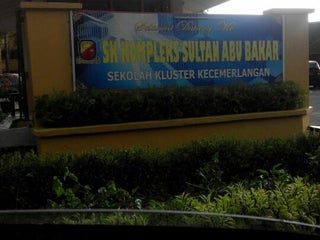 Selamat Datang Ke
SK KOMPLEKS SULTAN ABU BAKAR
SEKOLAH KLUSTER KECEMERLANGAN